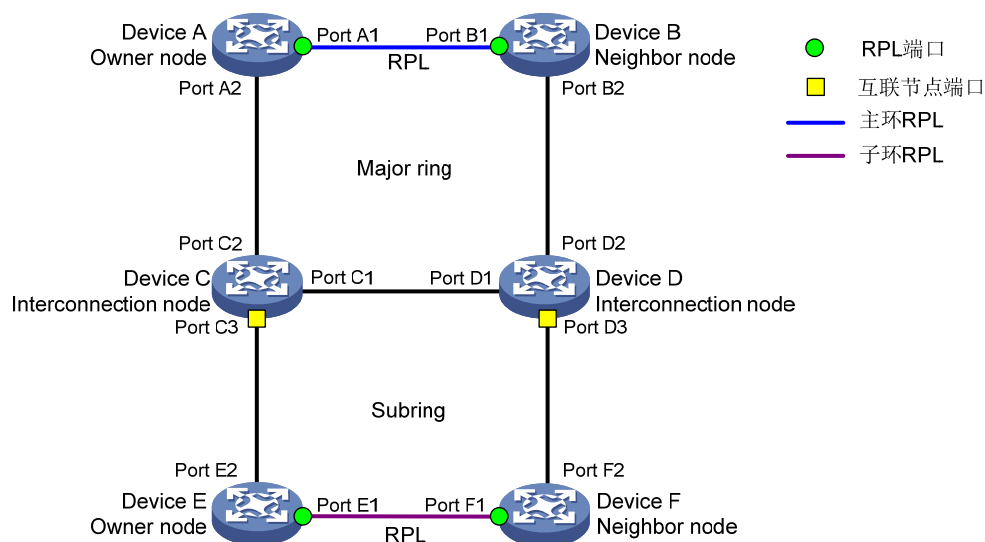 Device A
Owner node
Port A1
Port B1
RPL
Device B
Neighbor node
Port A2
Port B2
Major ring
Port C2
Port D2
Device C
Interconnection node
Port C1
Port D1
Device D
Interconnection node
Port C3
Port D3
Subring
Port E2
Port F2
Device E
Owner node
Port E1
Port F1
RPL
Device F
Neighbor node
RPL端口
互联节点端口
主环RPL
子环RPL